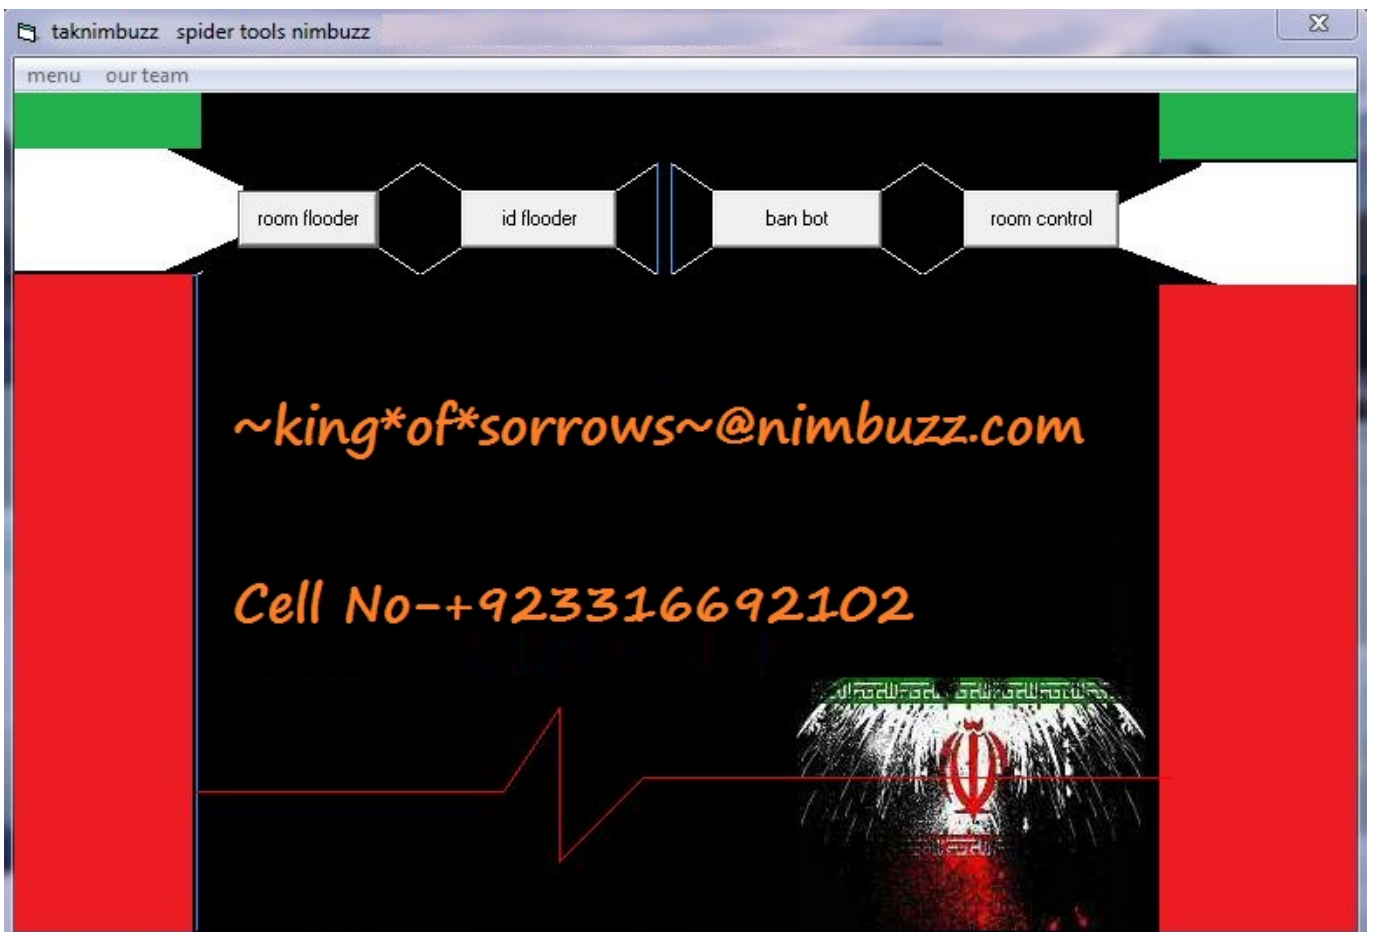 taknimbuzz spider tools nimbuzz
menu our team
room flooder id flooder ban bot room control
~king*of*sorrows~@nimbuzz.com
Cell No-+923316692102